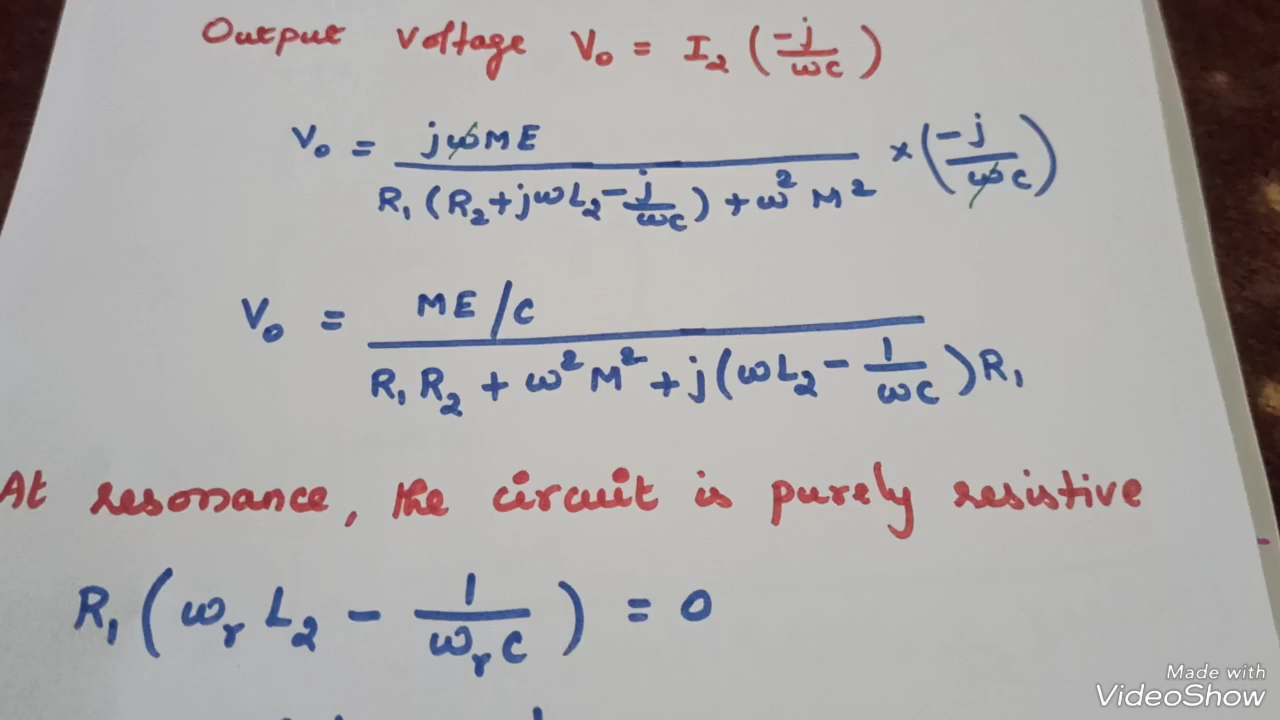 Output voltage V₀ = I₂ (-j/ωc)
V₀ = jωME / (R₁(R₂+jωL₂-j/ωc)+ω²M²) × (-j/ωc)
V₀ = ME/C / (R₁R₂ + ω²M² + j(ωL₂ - 1/ωc)R₁)
At resonance, the circuit is purely resistive
R₁(ωᵣL₂ - 1/ωᵣc) = 0
Made with
VideoShow